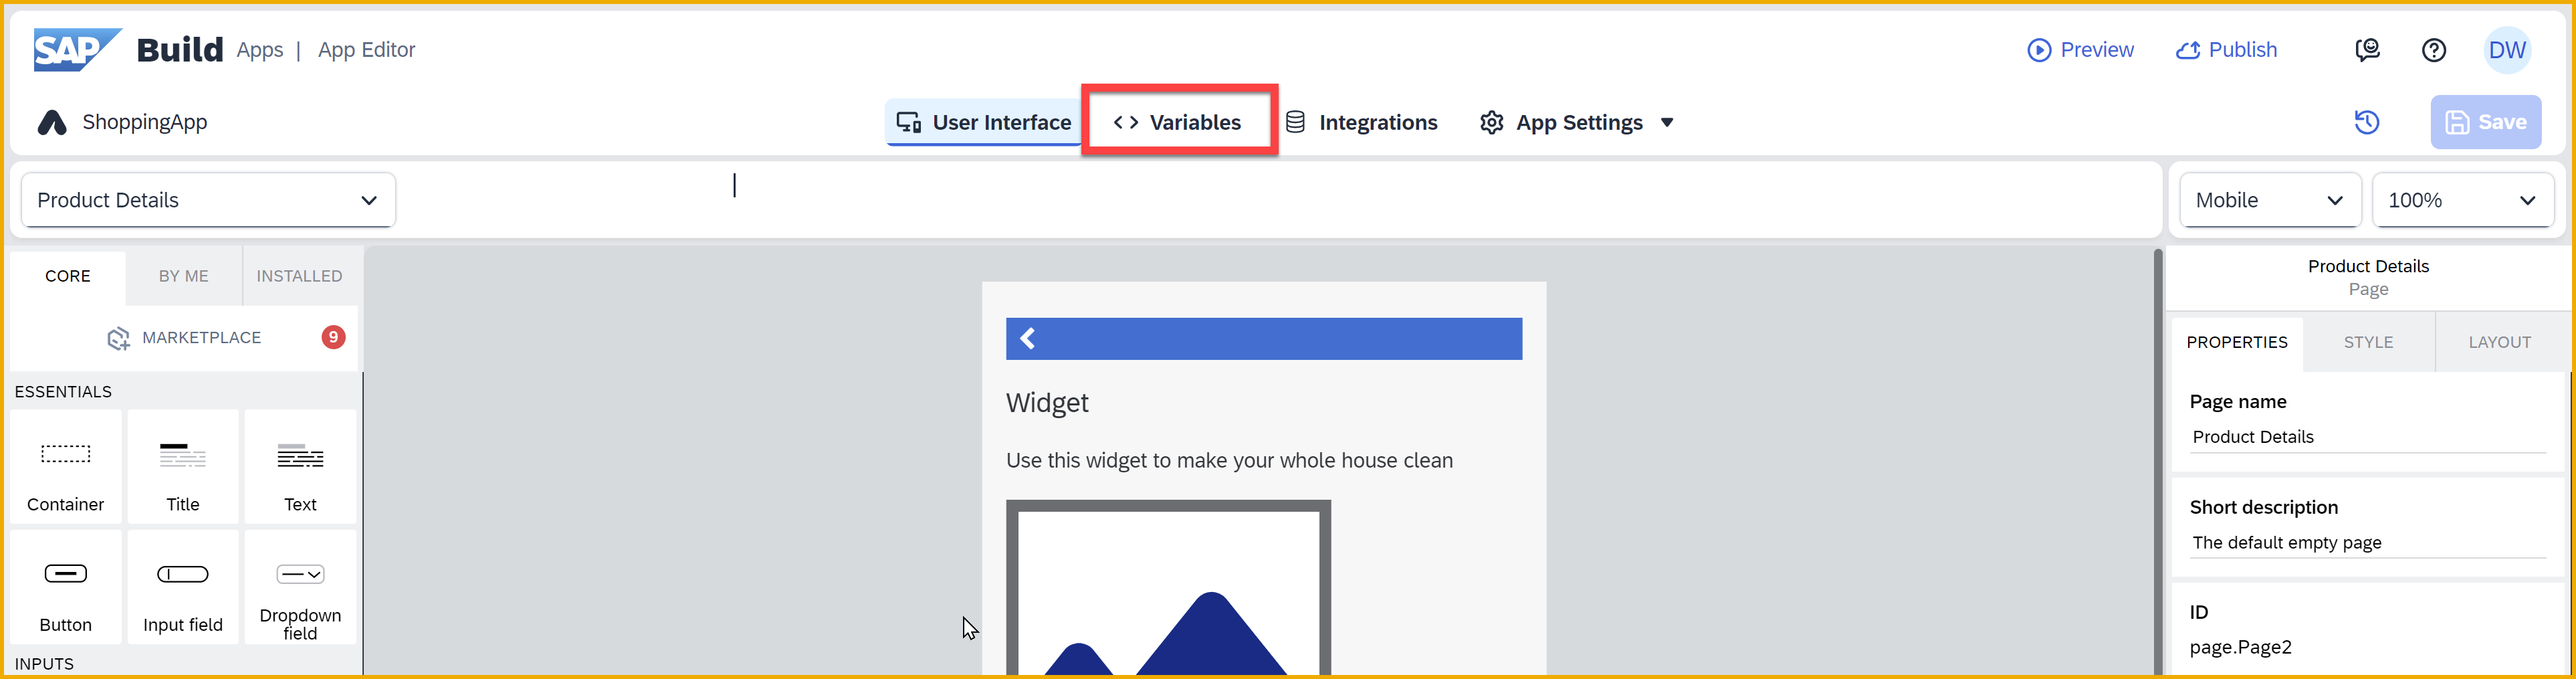 SAP Build Apps | App Editor
Preview
Publish
DW
ShoppingApp
User Interface
<> Variables
Integrations
App Settings
Save
Product Details
Mobile
100%
CORE
BY ME
INSTALLED
MARKETPLACE
9
ESSENTIALS
Container
Title
Text
Button
Input field
Dropdown
field
INPUTS
Widget
Use this widget to make your whole house clean
Product Details
Page
PROPERTIES
STYLE
LAYOUT
Page name
Product Details
Short description
The default empty page
ID
page.Page2